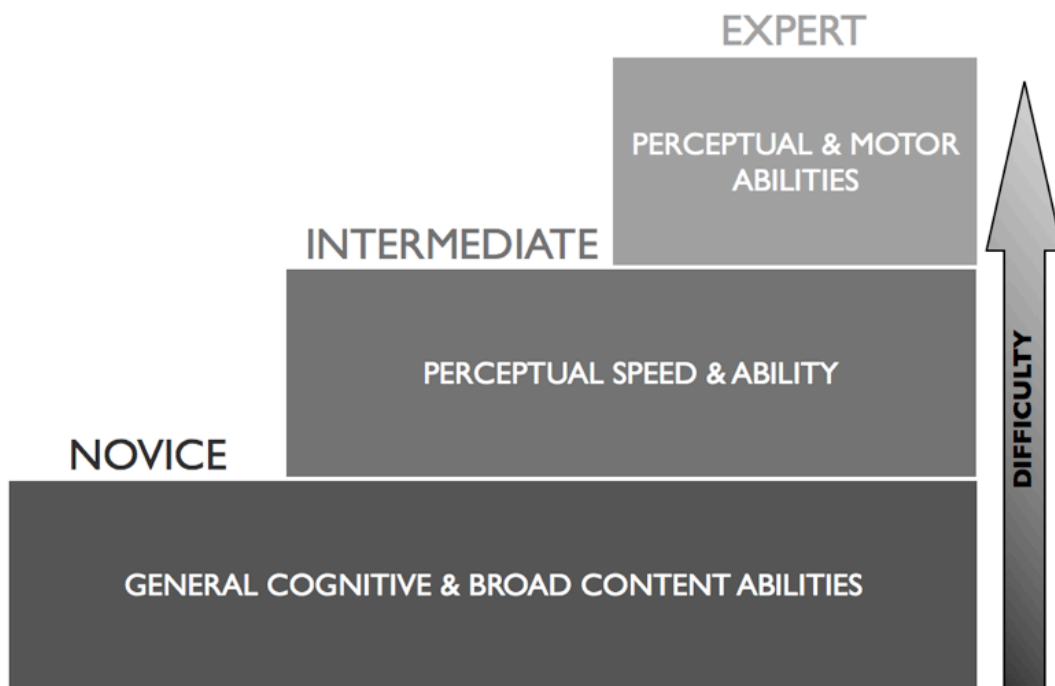 EXPERT
PERCEPTUAL & MOTOR
ABILITIES
INTERMEDIATE
PERCEPTUAL SPEED & ABILITY
NOVICE
GENERAL COGNITIVE & BROAD CONTENT ABILITIES
DIFFICULTY